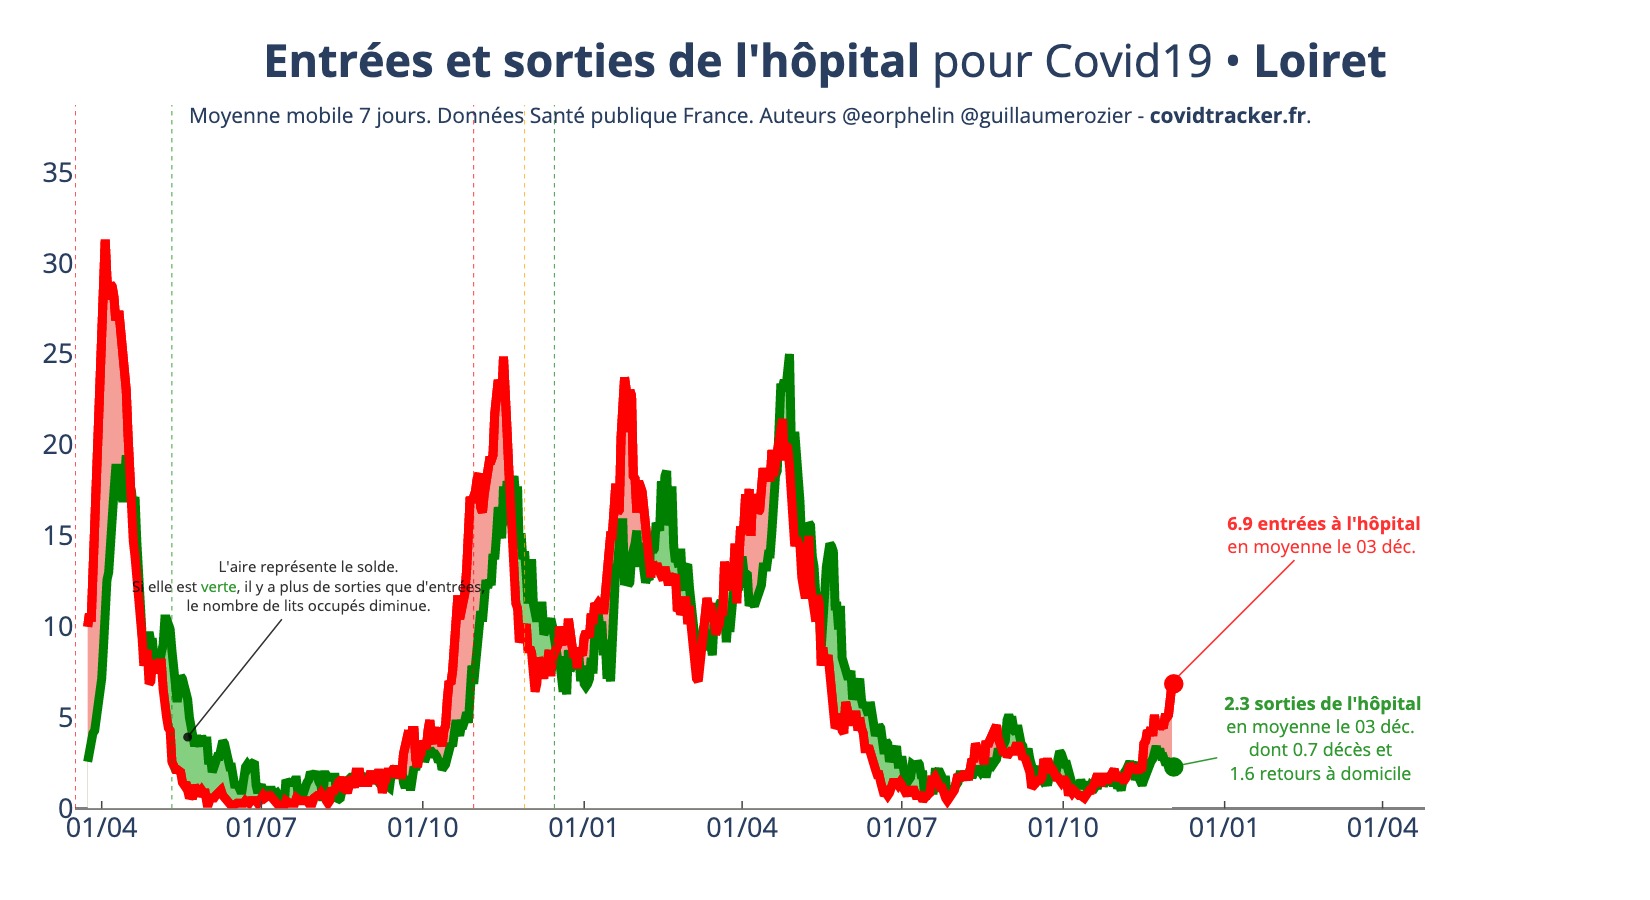 Entrées et sorties de l'hôpital pour Covid19 • Loiret
Moyenne mobile 7 jours. Données Santé publique France. Auteurs @eorphelin @guillaumerozier - covidtracker.fr.
35
30
25
20
15
10
5
0
6.9 entrées à l'hôpital
en moyenne le 03 déc.
L'aire représente le solde.
Si elle est verte, il y a plus de sorties que d'entrées,
le nombre de lits occupés diminue.
2.3 sorties de l'hôpital
en moyenne le 03 déc.
dont 0.7 décès et
1.6 retours à domicile
01/04 01/07 01/10 01/01 01/04 01/07 01/10 01/01 01/04